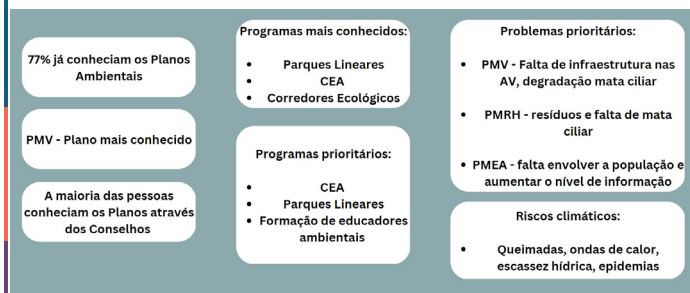 77% já conheciam os Planos
Ambientais
PMV - Plano mais conhecido
A maioria das pessoas
conheciam os Planos através
dos Conselhos
Programas mais conhecidos:
• Parques Lineares
• CEA
• Corredores Ecológicos
Programas prioritários:
• CEA
• Parques Lineares
• Formação de educadores
ambientais
Problemas prioritários:
• PMV - Falta de infraestrutura nas
AV, degradação mata ciliar
• PMRH - resíduos e falta de mata
ciliar
• PMEA - falta envolver a população e
aumentar o nível de informação
Riscos climáticos:
• Queimadas, ondas de calor,
escassez hídrica, epidemias